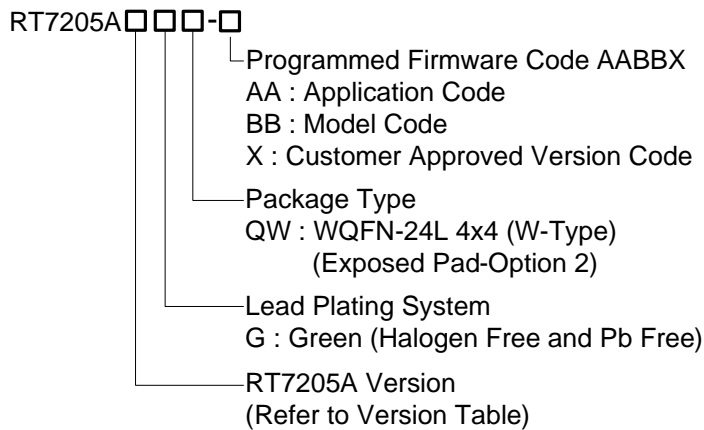 RT7205A□□□-□
Programmed Firmware Code AABBX
AA : Application Code
BB : Model Code
X : Customer Approved Version Code
Package Type
QW : WQFN-24L 4x4 (W-Type)
(Exposed Pad-Option 2)
Lead Plating System
G : Green (Halogen Free and Pb Free)
RT7205A Version
(Refer to Version Table)